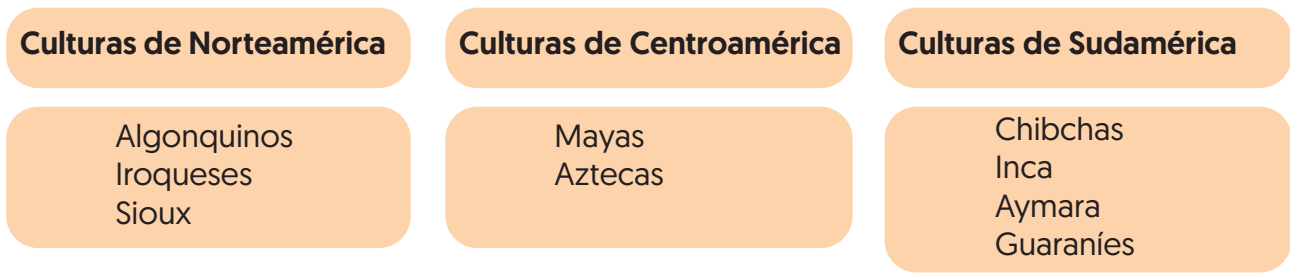 Culturas de Norteamérica
Algonquinos
Iroqueses
Sioux
Culturas de Centroamérica
Mayas
Aztecas
Culturas de Sudamérica
Chibchas
Inca
Aymara
Guaraníes